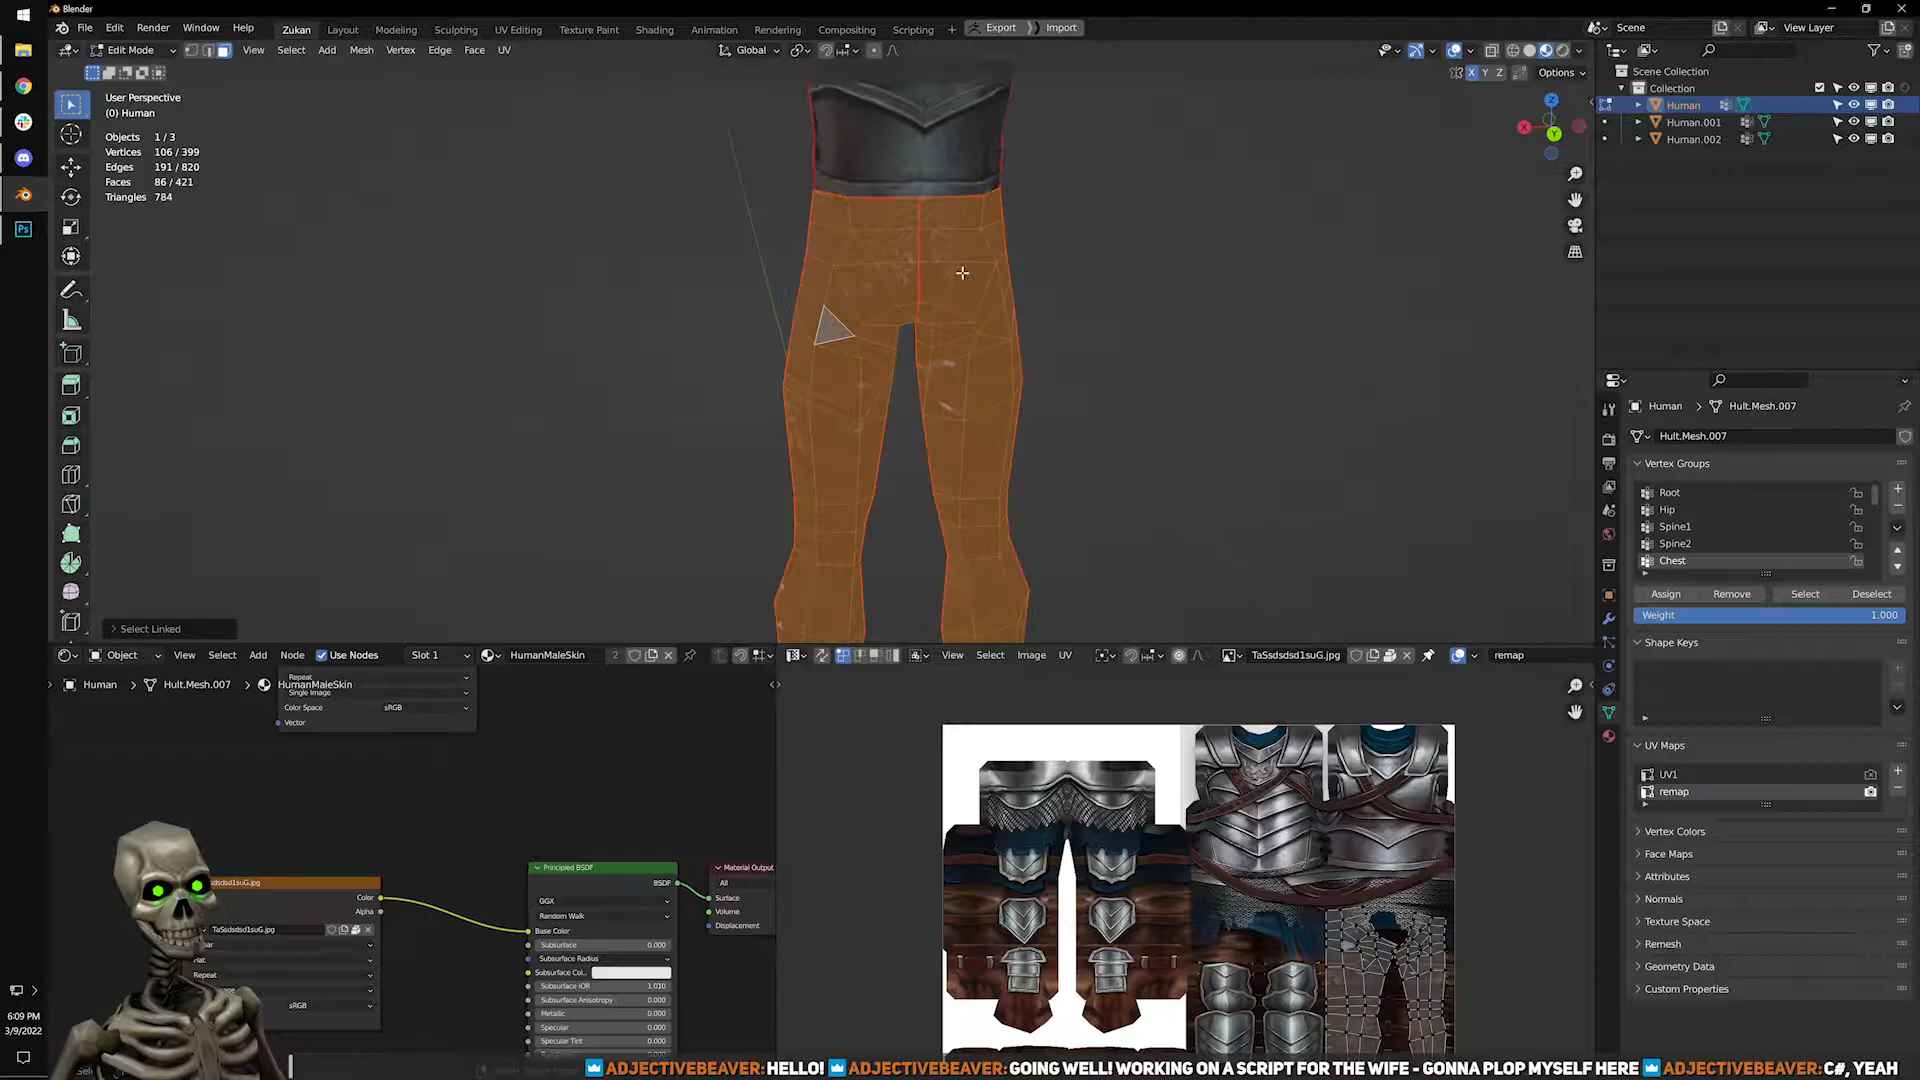 Blender
File Edit Render Window Help Zukan Layout Modeling Sculpting UV Editing Texture Paint Shading Animation Rendering Compositing Scripting + Export Import Scene View Layer
Edit Mode View Select Add Mesh Vertex Edge Face UV Global
X Y Z Options
User Perspective
(0) Human
Objects 1 / 3
Vertices 106 / 399
Edges 191 / 820
Faces 86 / 421
Triangles 784
Z
X
Y
Select Linked
Scene Collection
Collection
Human
Human.001
Human.002
Human > Hult.Mesh.007
Hult.Mesh.007
Vertex Groups
Root
Hip
Spine1
Spine2
Chest
Assign Remove Select Deselect
Weight 1.000
Shape Keys
UV Maps
UV1
remap
Vertex Colors
Face Maps
Attributes
Normals
Texture Space
Remesh
Geometry Data
Custom Properties
Object View Select Add Node Use Nodes Slot 1 HumanMaleSkin 2
Human > Hult.Mesh.007 > HumanMaleSkin
Repeat
Single Image
Color Space sRGB
Vector
sdsdsd1suG.jpg
Color
Alpha
TaSsdsdsd1suG.jpg
Repeat
sRGB
Principled BSDF
BSDF
GGX
Random Walk
Base Color
Subsurface 0.000
Subsurface Radius
Subsurface Col..
Subsurface IOR 1.010
Subsurface Anisotropy 0.000
Metallic 0.000
Specular 0.000
Specular Tint 0.000
Material Output
All
Surface
Volume
Displacement
View Select Image UV TaSsdsdsd1suG.jpg remap
Ps
6:09 PM
3/9/2022
ADJECTIVEBEAVER: HELLO! ADJECTIVEBEAVER: GOING WELL! WORKING ON A SCRIPT FOR THE WIFE - GONNA PLOP MYSELF HERE ADJECTIVEBEAVER: C#, YEAH